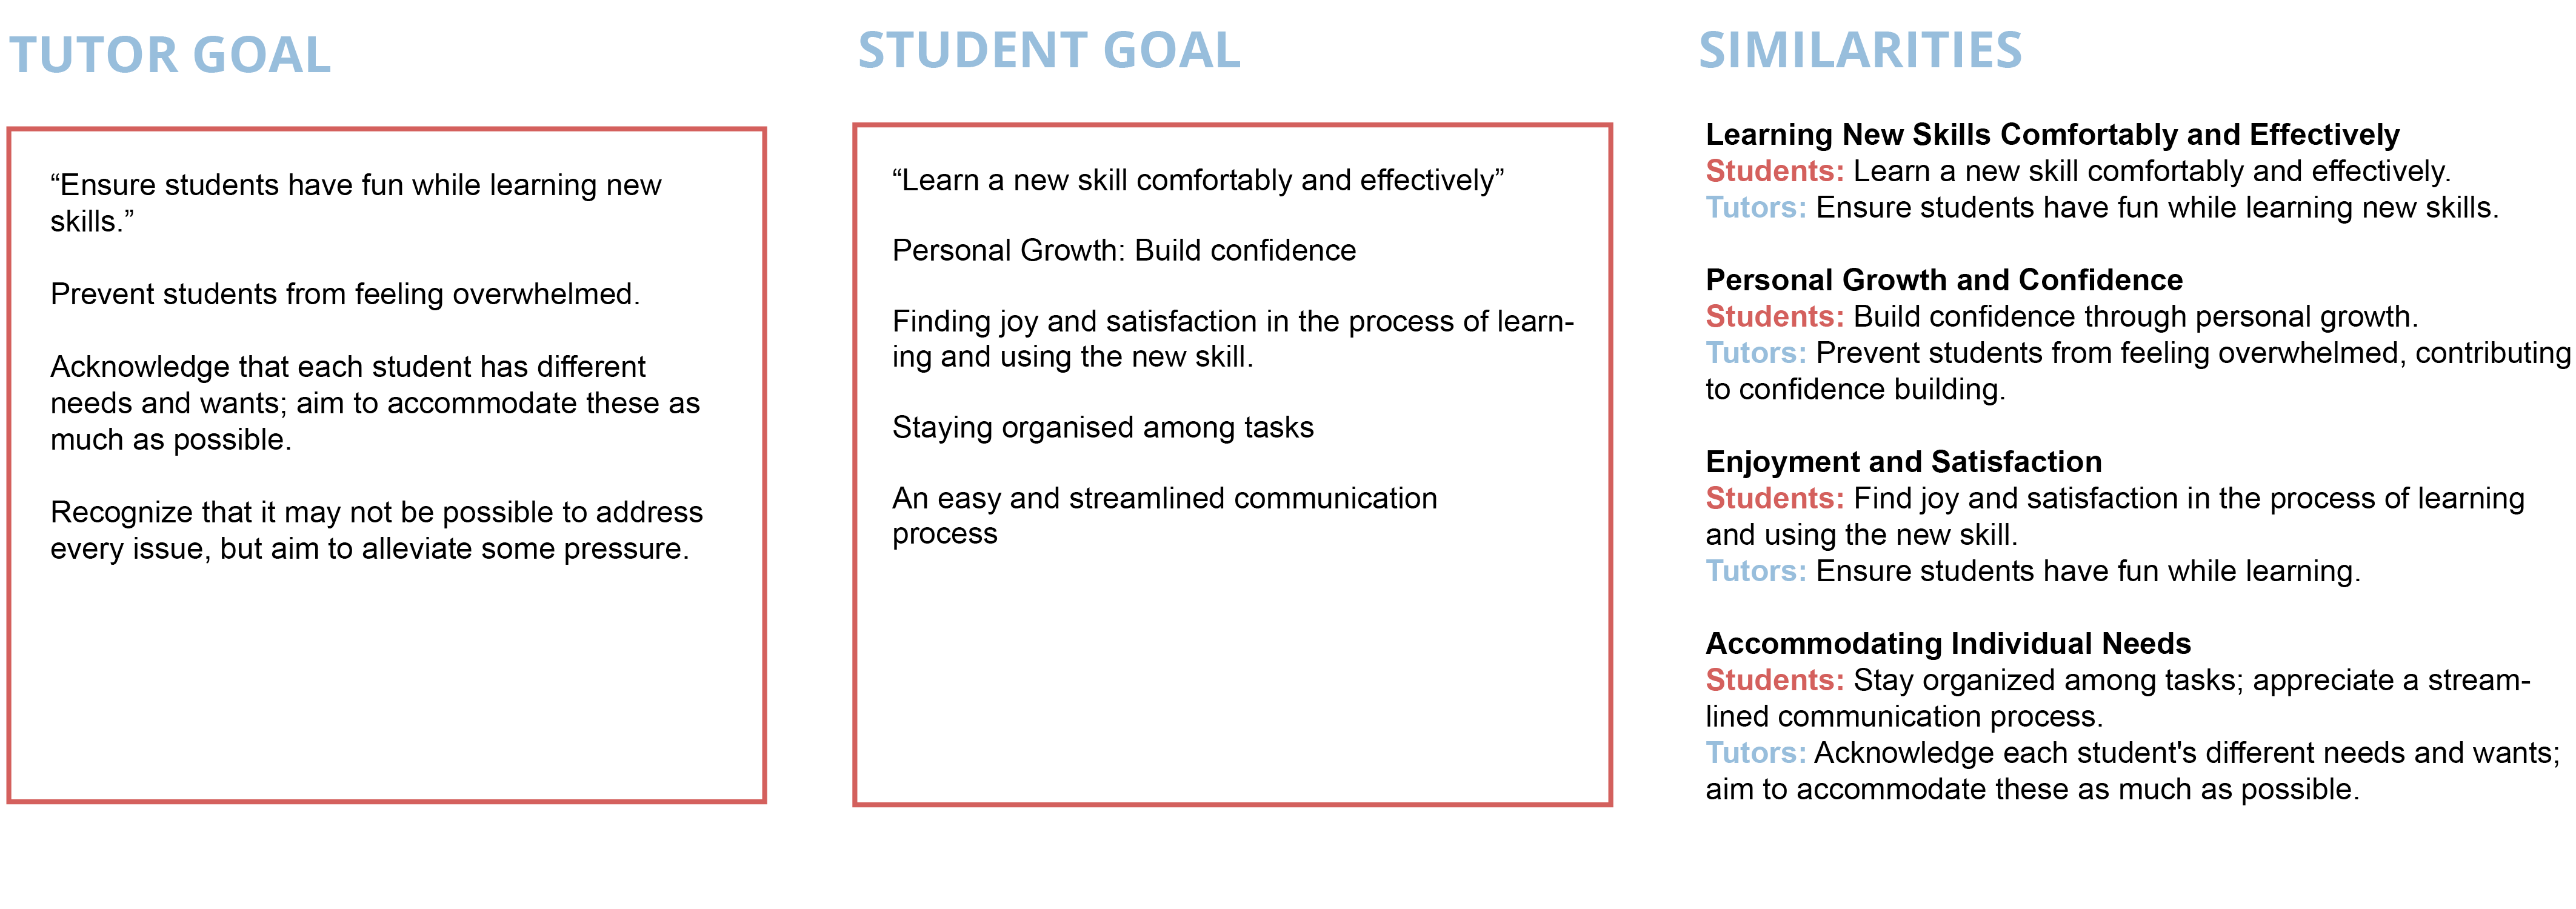 TUTOR GOAL
“Ensure students have fun while learning new
skills.”
Prevent students from feeling overwhelmed.
Acknowledge that each student has different
needs and wants; aim to accommodate these as
much as possible.
Recognize that it may not be possible to address
every issue, but aim to alleviate some pressure.
STUDENT GOAL
“Learn a new skill comfortably and effectively”
Personal Growth: Build confidence
Finding joy and satisfaction in the process of learn-
ing and using the new skill.
Staying organised among tasks
An easy and streamlined communication
process
SIMILARITIES
Learning New Skills Comfortably and Effectively
Students: Learn a new skill comfortably and effectively.
Tutors: Ensure students have fun while learning new skills.
Personal Growth and Confidence
Students: Build confidence through personal growth.
Tutors: Prevent students from feeling overwhelmed, contributing
to confidence building.
Enjoyment and Satisfaction
Students: Find joy and satisfaction in the process of learning
and using the new skill.
Tutors: Ensure students have fun while learning.
Accommodating Individual Needs
Students: Stay organized among tasks; appreciate a stream-
lined communication process.
Tutors: Acknowledge each student's different needs and wants;
aim to accommodate these as much as possible.